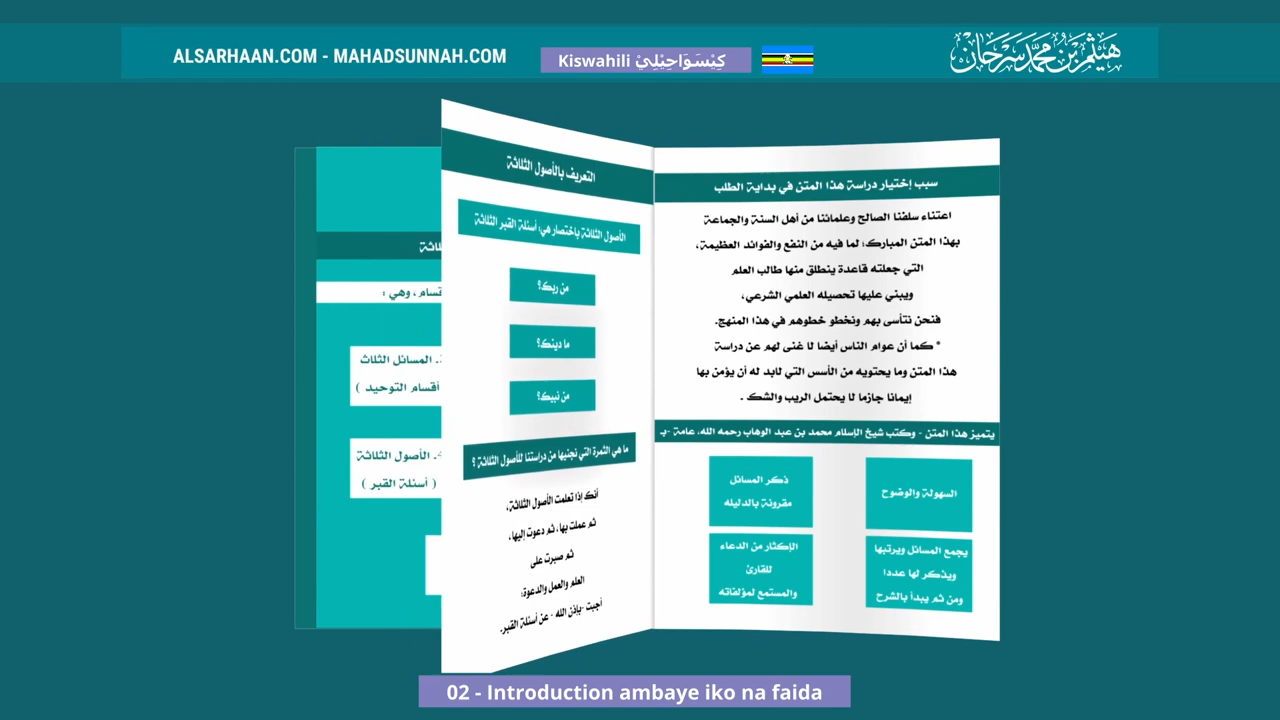 ALSARHAAN.COM - MAHADSUNNAH.COM
Kiswahili كِيْسَوَاحِيْلِيْ
هَيْثَمُ بْنُ مُحَمَّد سَرْحَان
سبب إختيار دراسة هذا المتن في بداية الطلب
اعتناء سلفنا الصالح وعلمائنا من أهل السنة والجماعة
بهذا المتن المبارك؛ لما فيه من النفع والفوائد العظيمة،
التي جعلته قاعدة ينطلق منها طالب العلم
ويبني عليها تحصيله العلمي الشرعي،
فنحن نتأسى بهم ونخطو خطوهم في هذا المنهج.
* كما أن عوام الناس أيضا لا غنى لهم عن دراسة
هذا المتن وما يحتويه من الأسس التي لابد له أن يؤمن بها
إيمانا جازما لا يحتمل الريب والشك .
يتميز هذا المتن - وكتب شيخ الإسلام محمد بن عبد الوهاب رحمه الله، عامة -بـ
السهولة والوضوح
ذكر المسائل
مقرونة بالدليله
يجمع المسائل ويرتبها
ويذكر لها عددا
ومن ثم يبدأ بالشرح
الإكثار من الدعاء
للقارئ
والمستمع لمؤلفاته
التعريف بالأصول الثلاثة
الأصول الثلاثة باختصار هي؛ أسئلة القبر الثلاثة
من ربك؟
ما دينك؟
من نبيك؟
ما هي الثمرة التي نجنيها من دراستنا للأصول الثلاثة ؟
أنك إذا تعلمت الأصول الثلاثة،
ثم عملت بها، ثم دعوت إليها،
ثم صبرت على
العلم والعمل والدعوة؛
أجبت -بإذن الله - عن أسئلة القبر.
لاثة
قسام، وهي :
. المسائل الثلاث
أقسام التوحيد )
. الأصول الثلاثة
( أسئلة القبر )
02 - Introduction ambaye iko na faida